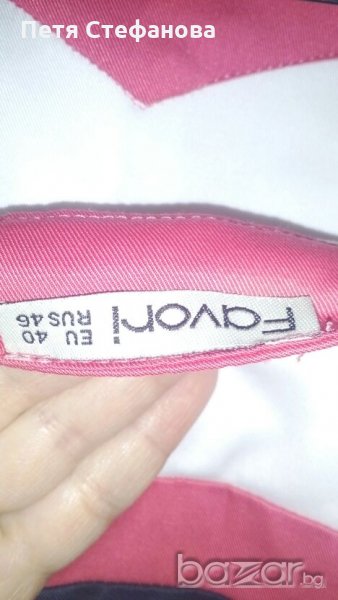 Петя Стефанова
Favori
EU 40
RUS 46
bazar.bg